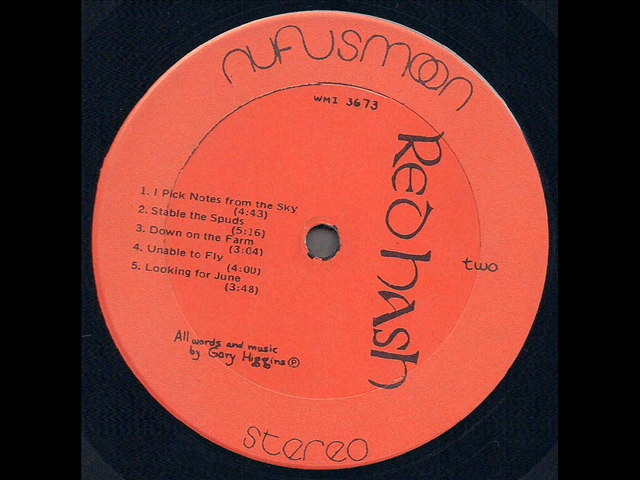 nufusmoon
WMI 3673
Red hash
1. I Pick Notes from the Sky
(4:43)
2. Stable the Spuds
(5:16)
3. Down on the Farm
(3:04)
4. Unable to Fly
(4:00)
5. Looking for June
(3:48)
two
All words and music
by Gary Higgins ℗
stereo